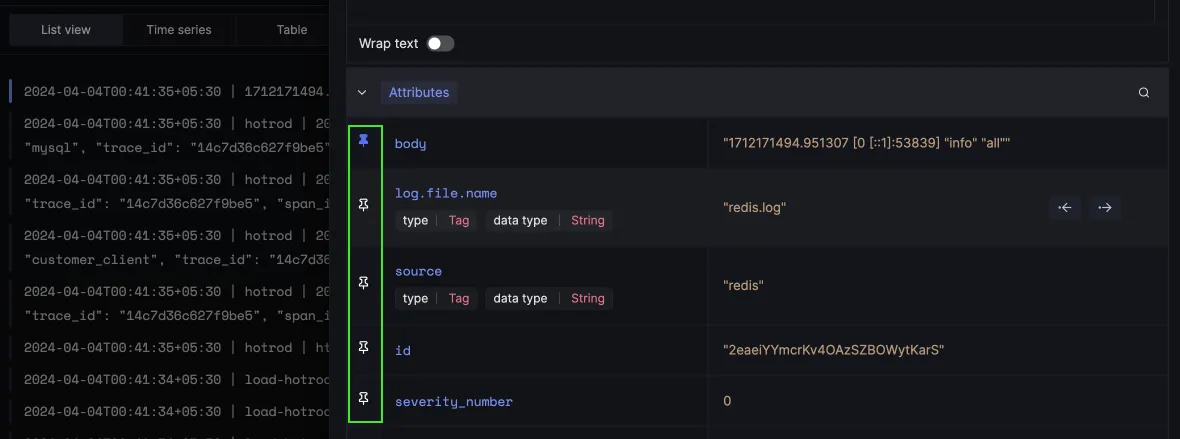 List view
Time series
Table
2024-04-04T00:41:35+05:30 | 1712171494.
2024-04-04T00:41:35+05:30 | hotrod | 20
"mysql", "trace_id": "14c7d36c627f9be5"
2024-04-04T00:41:35+05:30 | hotrod | 20
"trace_id": "14c7d36c627f9be5", "span_i
2024-04-04T00:41:35+05:30 | hotrod | 20
"customer_client", "trace_id": "14c7d36
2024-04-04T00:41:35+05:30 | hotrod | 20
"trace_id": "14c7d36c627f9be5", "span_i
2024-04-04T00:41:35+05:30 | hotrod | ht
2024-04-04T00:41:34+05:30 | load-hotro
2024-04-04T00:41:34+05:30 | load-hotro
Wrap text
Attributes
body
"1712171494.951307 [0 [::1]:53839] "info" "all""
log.file.name
type | Tag data type | String
"redis.log"
source
type | Tag data type | String
"redis"
id
"2eaeiYYmcrKv4OAzSZBOWytKarS"
severity_number
0